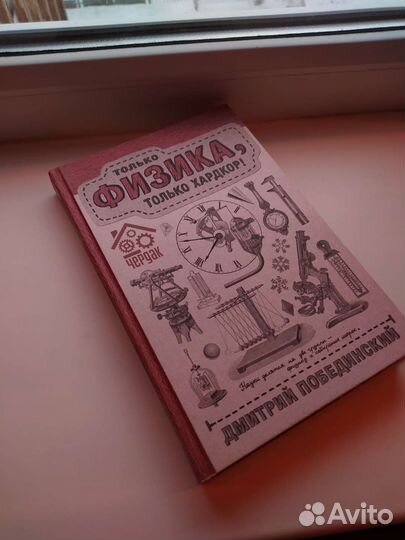 ТОЛЬКО
ФИЗИКА,
ТОЛЬКО ХАРДКОР!
ЧЕРДАК
ДМИТРИЙ ПОБЕДИНСКИЙ
Avito